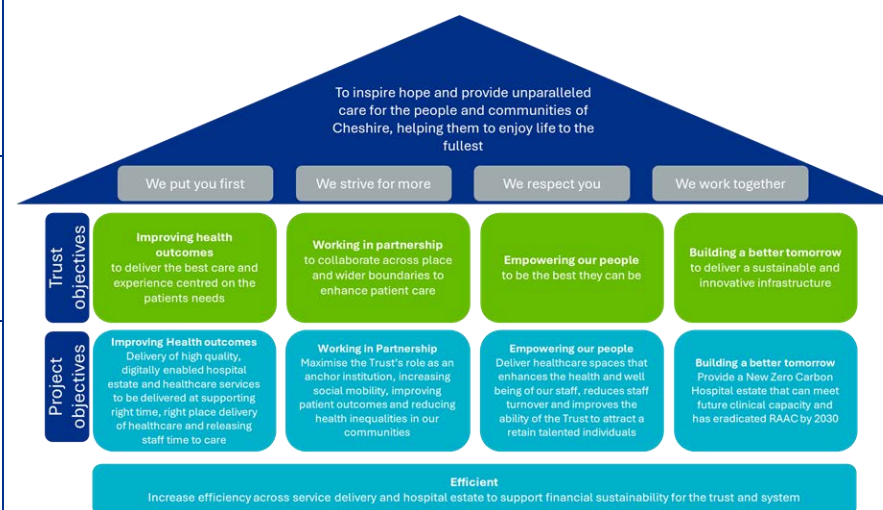 To inspire hope and provide unparalleled
care for the people and communities of
Cheshire, helping them to enjoy life to the
fullest
We put you first
We strive for more
We respect you
We work together
Trust
objectives
Improving health
outcomes
to deliver the best care and
experience centred on the
patients needs
Working in partnership
to collaborate across place
and wider boundaries to
enhance patient care
Empowering our people
to be the best they can be
Building a better tomorrow
to deliver a sustainable and
innovative infrastructure
Project
objectives
Improving Health outcomes
Delivery of high quality,
digitally enabled hospital
estate and healthcare services
to be delivered at supporting
right time, right place delivery
of healthcare and releasing
staff time to care
Working in Partnership
Maximise the Trust's role as an
anchor institution, increasing
social mobility, improving
patient outcomes and reducing
health inequalities in our
communities
Empowering our people
Deliver healthcare spaces that
enhances the health and well
being of our staff, reduces staff
turnover and improves the
ability of the Trust to attract a
retain talented individuals
Building a better tomorrow
Provide a New Zero Carbon
Hospital estate that can meet
future clinical capacity and
has eradicated RAAC by 2030
Efficient
Increase efficiency across service delivery and hospital estate to support financial sustainability for the trust and system